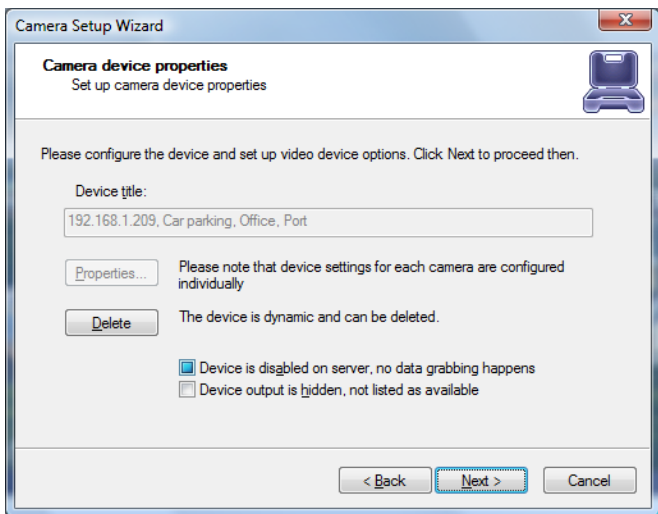 Camera Setup Wizard
Camera device properties
Set up camera device properties
Please configure the device and set up video device options. Click Next to proceed then.
Device title:
192.168.1.209, Car parking, Office, Port
Properties...
Please note that device settings for each camera are configured
individually
Delete
The device is dynamic and can be deleted.
Device is disabled on server, no data grabbing happens
Device output is hidden, not listed as available
< Back
Next >
Cancel